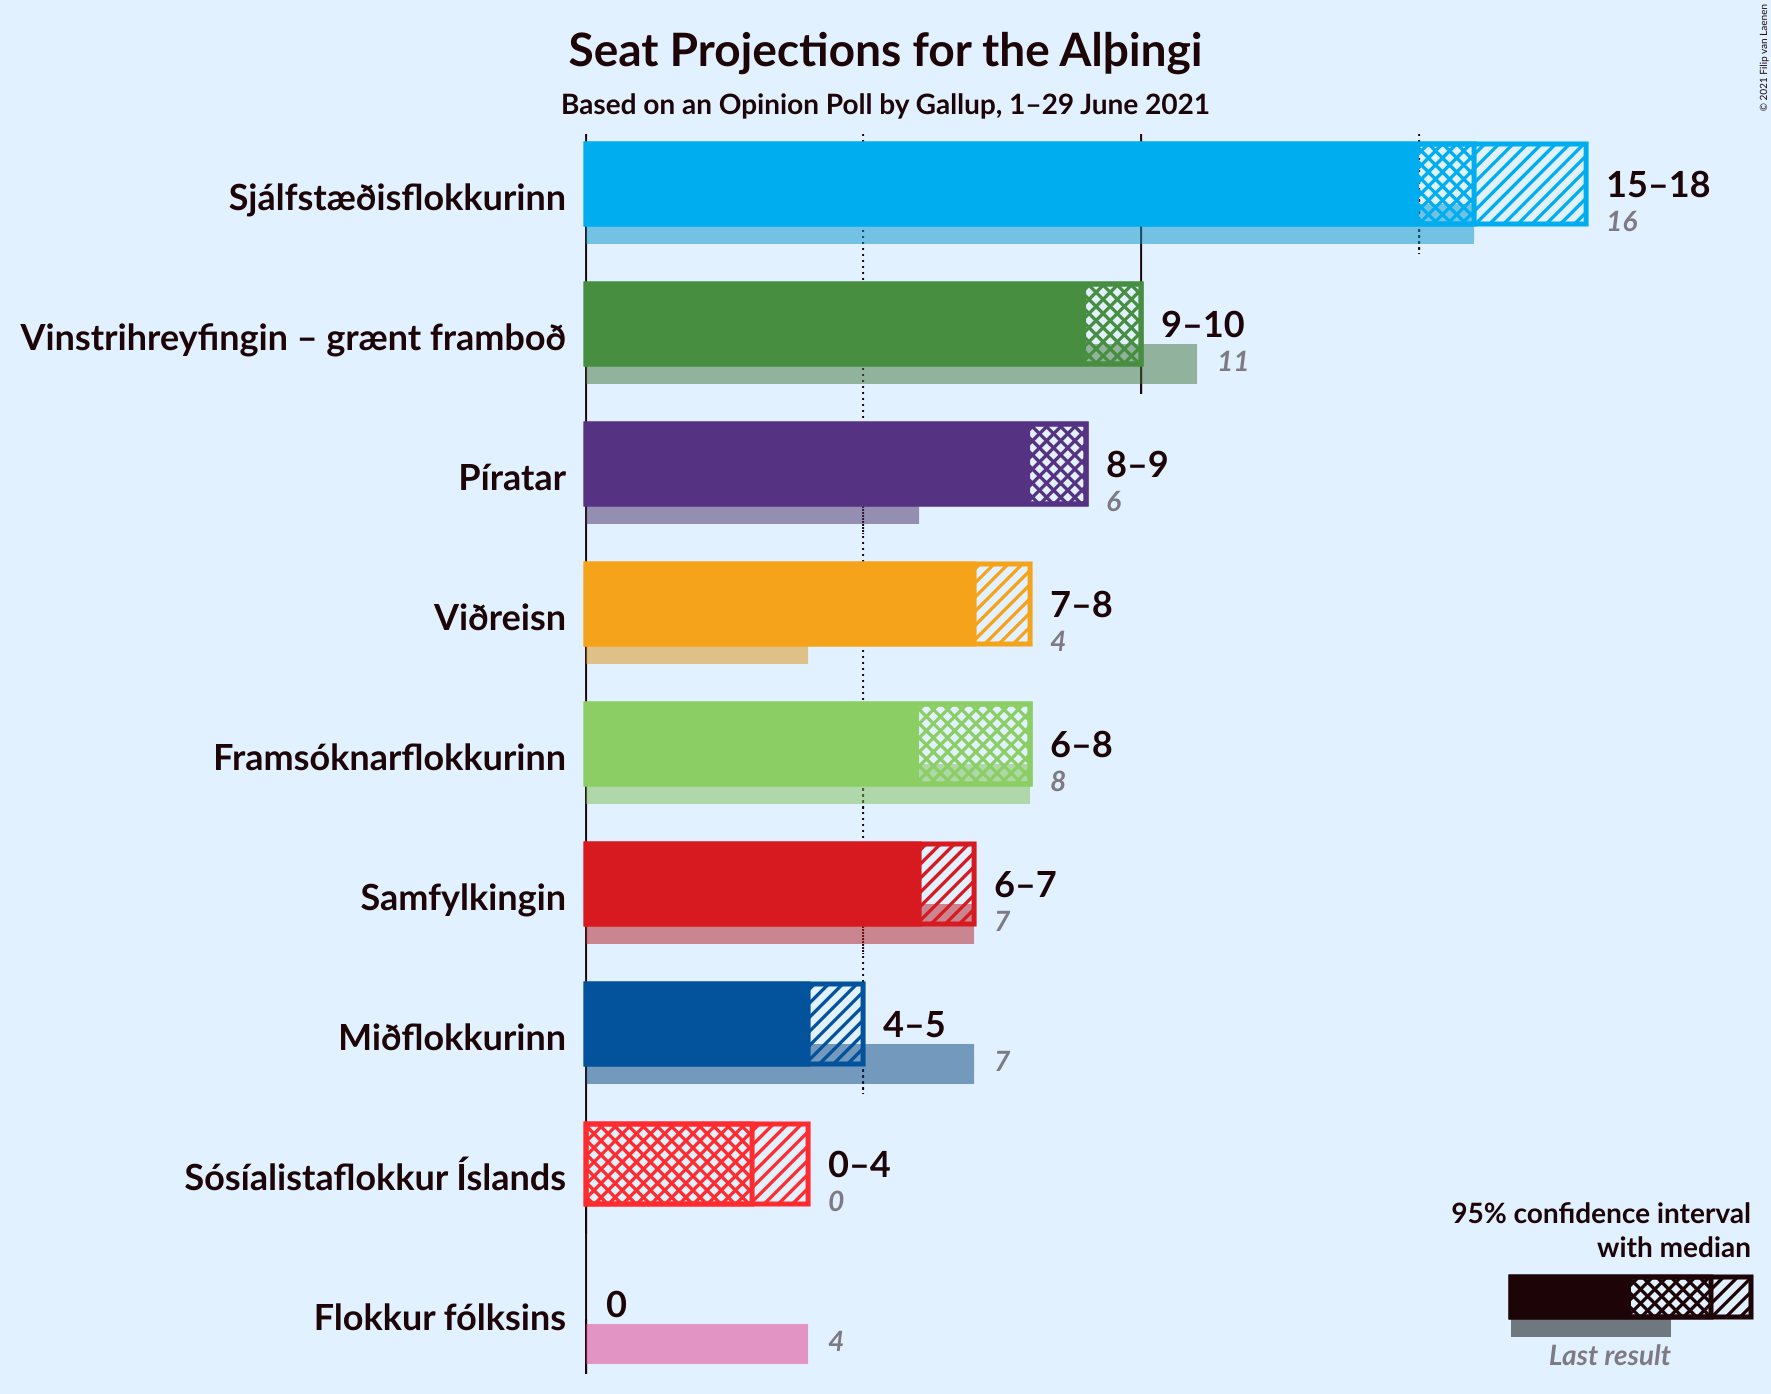 Seat Projections for the Alþingi
Based on an Opinion Poll by Gallup, 1–29 June 2021
© 2021 Filip van Laenen
Sjálfstæðisflokkurinn
15–18
16
Vinstrihreyfingin – grænt framboð
9–10
11
Píratar
8–9
6
Viðreisn
7–8
4
Framsóknarflokkurinn
6–8
8
Samfylkingin
6–7
7
Miðflokkurinn
4–5
7
Sósíalistaflokkur Íslands
0–4
0
Flokkur fólksins
0
4
95% confidence interval
with median
Last result